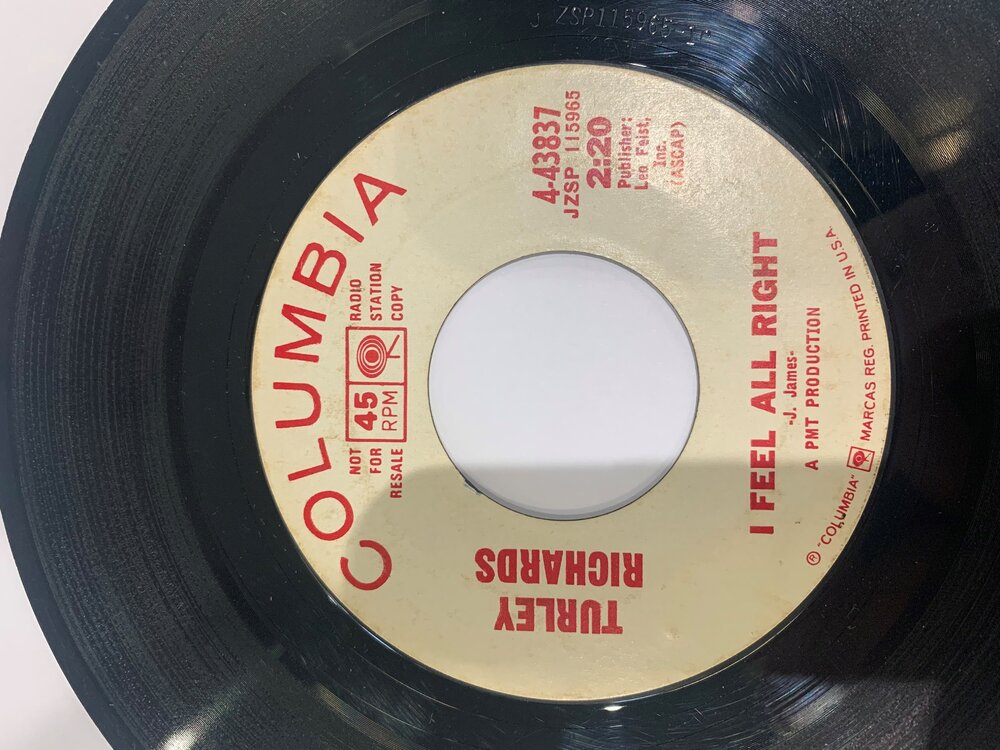 COLUMBIA
NOT
FOR
RESALE
45
RPM
RADIO
STATION
COPY
4-43837
JZSP 115965
2:20
Publisher:
Leo Feist,
Inc.
(ASCAP)
TURLEY
RICHARDS
I FEEL ALL RIGHT
-J. James-
A PMT PRODUCTION
® "COLUMBIA" MARCAS REG. PRINTED IN U.S.A.
ZSP115965